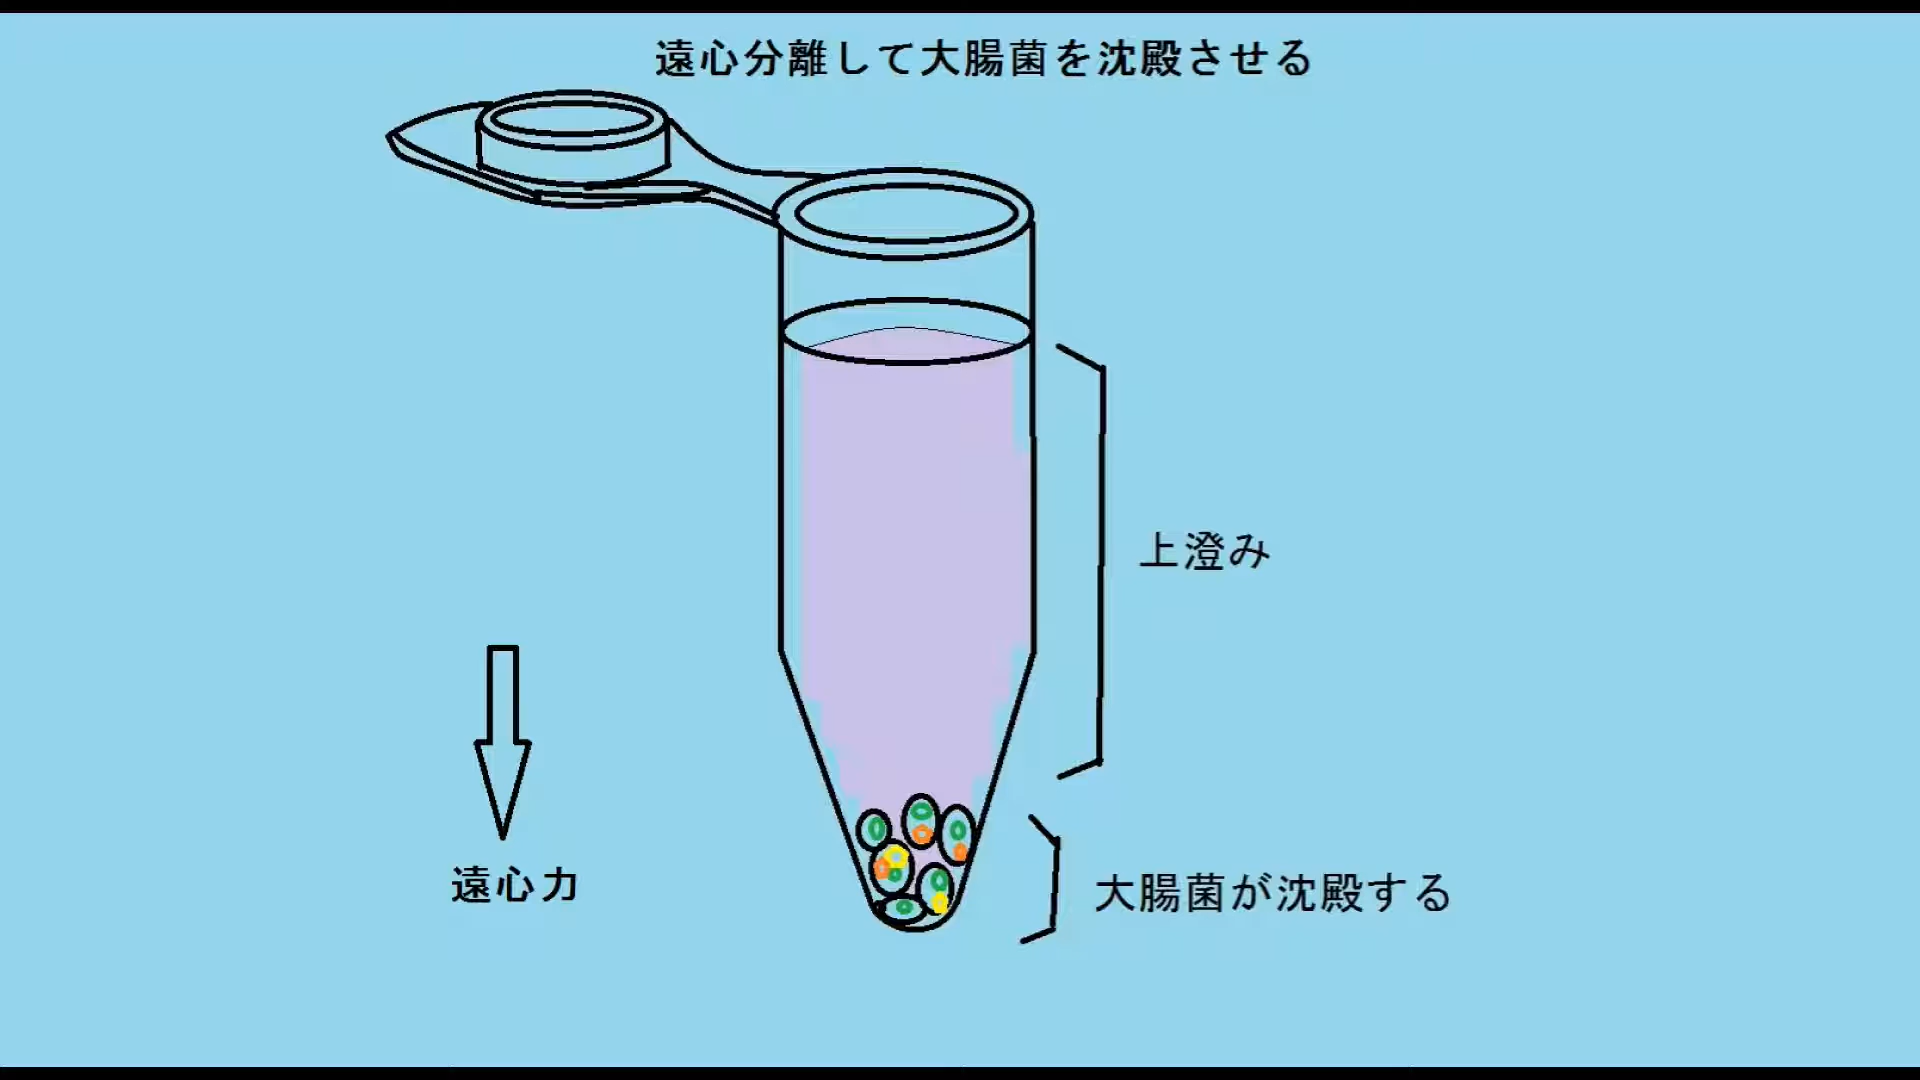 遠心分離して大腸菌を沈殿させる
上澄み
遠心力
大腸菌が沈殿する